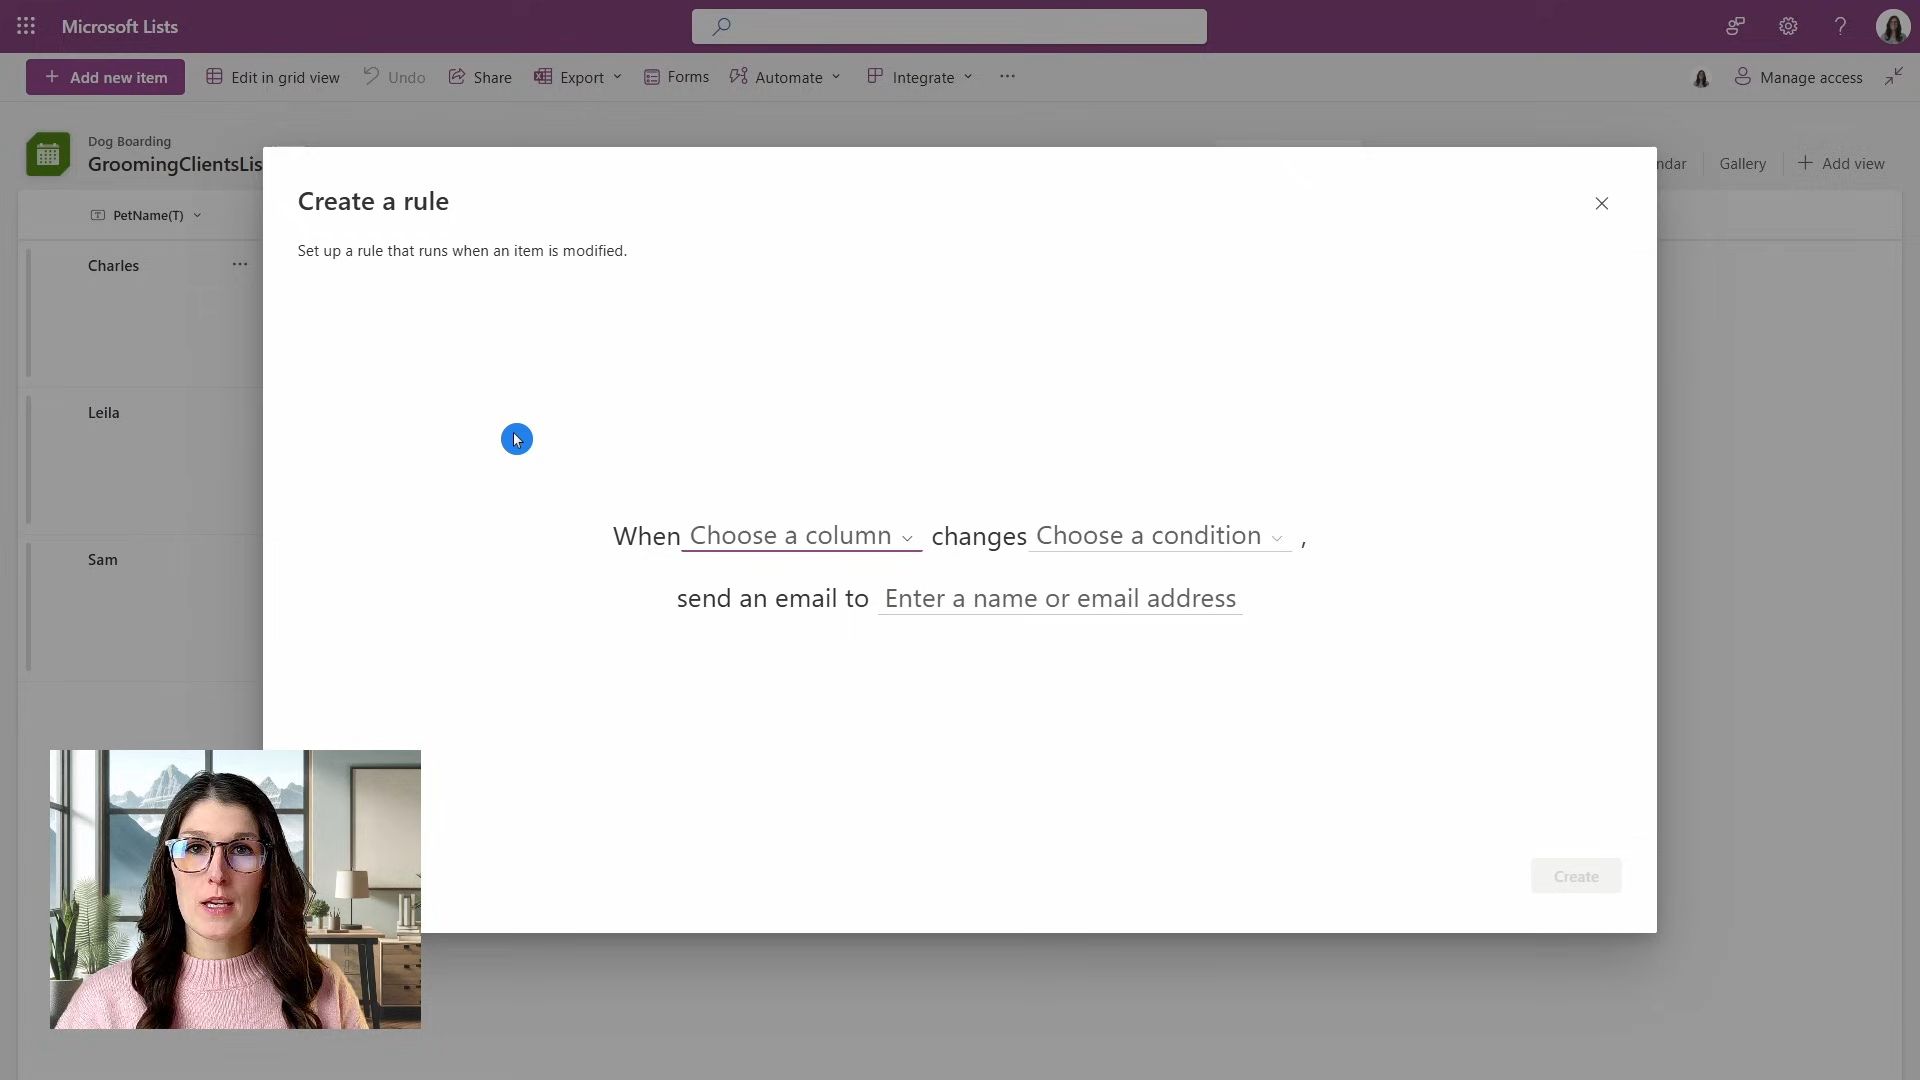 Microsoft Lists
Add new item Edit in grid view Undo Share Export Forms Automate Integrate Manage access
Dog Boarding
GroomingClientsLis
ndar Gallery Add view
PetName(T)
Charles
Leila
Sam
Create a rule
Set up a rule that runs when an item is modified.
When Choose a column changes Choose a condition ,
send an email to Enter a name or email address
Create